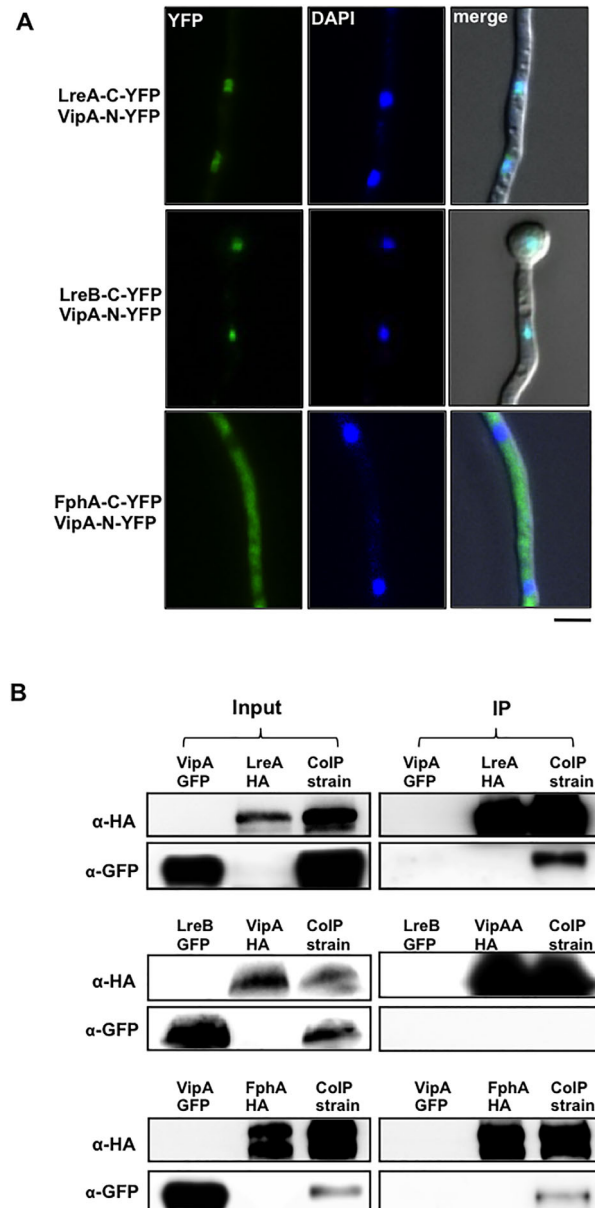 A
YFP DAPI merge
LreA-C-YFP
VipA-N-YFP
LreB-C-YFP
VipA-N-YFP
FphA-C-YFP
VipA-N-YFP
B
Input IP
VipA LreA CoIP VipA LreA CoIP
GFP HA strain GFP HA strain
α-HA
α-GFP
LreB VipA CoIP LreB VipAA CoIP
GFP HA strain GFP HA strain
α-HA
α-GFP
VipA FphA CoIP VipA FphA CoIP
GFP HA strain GFP HA strain
α-HA
α-GFP